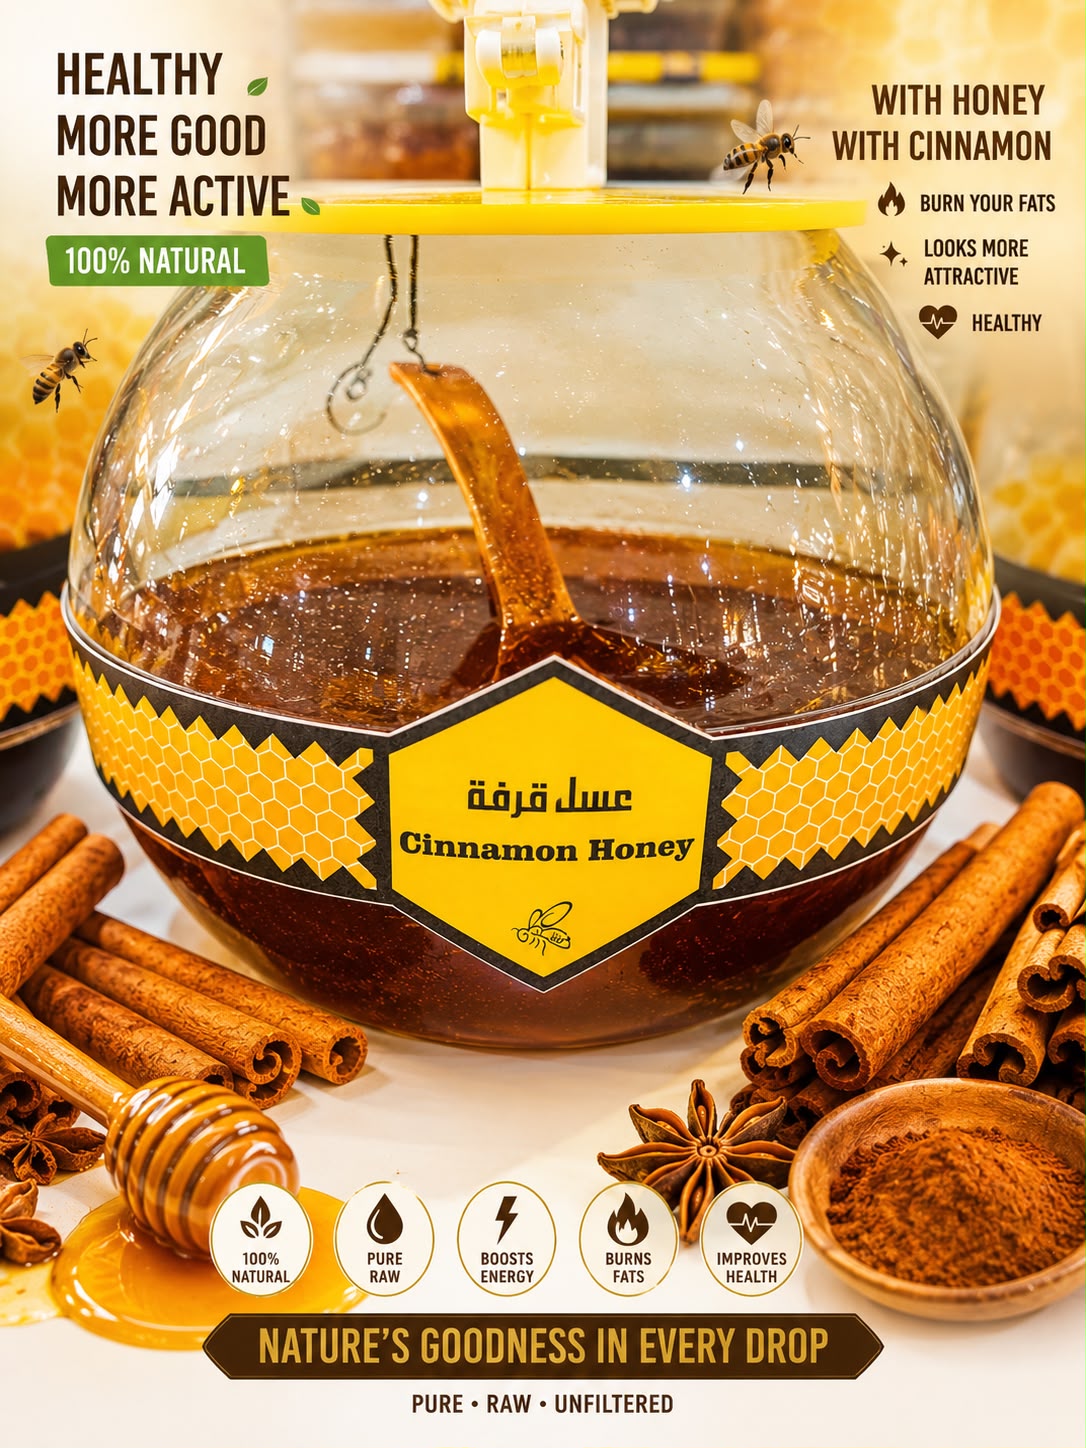 HEALTHY
MORE GOOD
MORE ACTIVE
100% NATURAL
WITH HONEY
WITH CINNAMON
BURN YOUR FATS
LOOKS MORE
ATTRACTIVE
HEALTHY
عسل قرفة
Cinnamon Honey
100%
NATURAL
PURE
RAW
BOOSTS
ENERGY
BURNS
FATS
IMPROVES
HEALTH
NATURE'S GOODNESS IN EVERY DROP
PURE • RAW • UNFILTERED